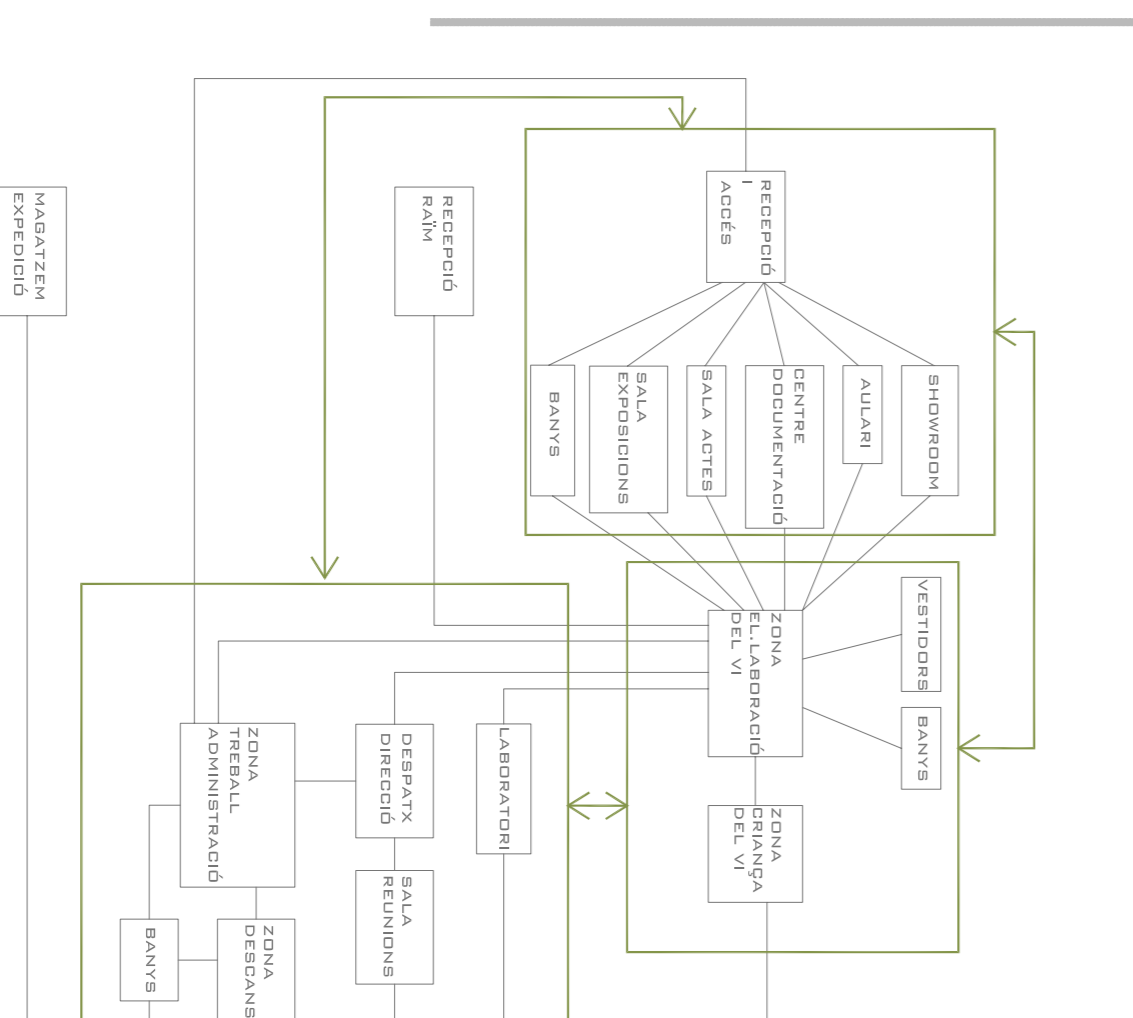 RECEPCIÓ
I
ACCÉS
RECEPCIÓ
RAÏM
MAGATZEM
EXPEDICIÓ
SHOWROOM
AULARI
CENTRE
DOCUMENTACIÓ
SALA ACTES
SALA
EXPOSICIONS
BANYS
VESTIDORS
BANYS
ZONA
EL.LABORACIÓ
DEL VI
ZONA
CRIANÇA
DEL VI
LABORATORI
DESPATX
DIRECCIÓ
ZONA
TREBALL
ADMINISTRACIÓ
SALA
REUNIONS
ZONA
DESCANS
BANYS